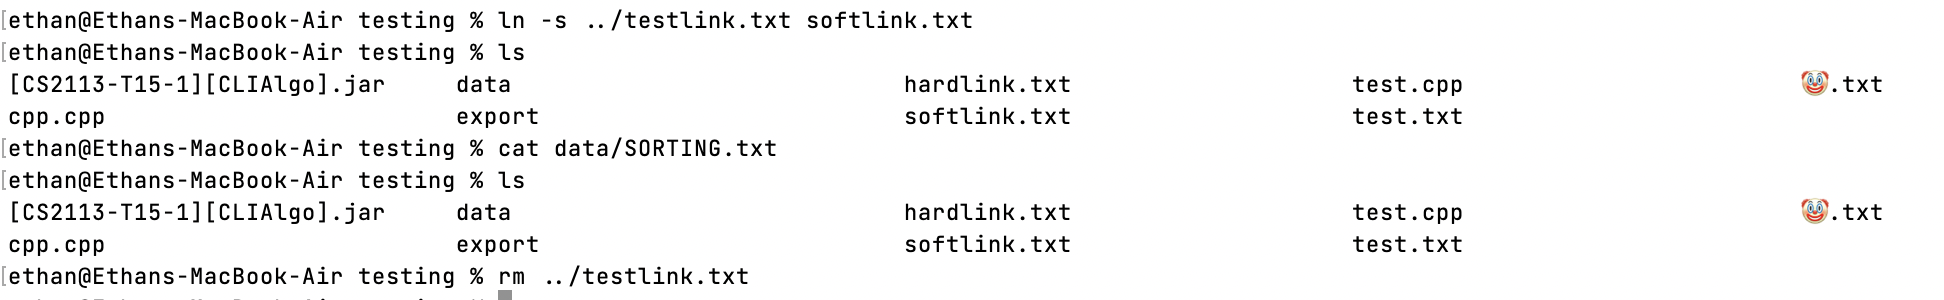 [ethan@Ethans-MacBook-Air testing % ln -s ../testlink.txt softlink.txt
[ethan@Ethans-MacBook-Air testing % ls
[CS2113-T15-1][CLIAlgo].jar data hardlink.txt test.cpp 🤡.txt
cpp.cpp export softlink.txt test.txt
[ethan@Ethans-MacBook-Air testing % cat data/SORTING.txt
[ethan@Ethans-MacBook-Air testing % ls
[CS2113-T15-1][CLIAlgo].jar data hardlink.txt test.cpp 🤡.txt
cpp.cpp export softlink.txt test.txt
[ethan@Ethans-MacBook-Air testing % rm ../testlink.txt